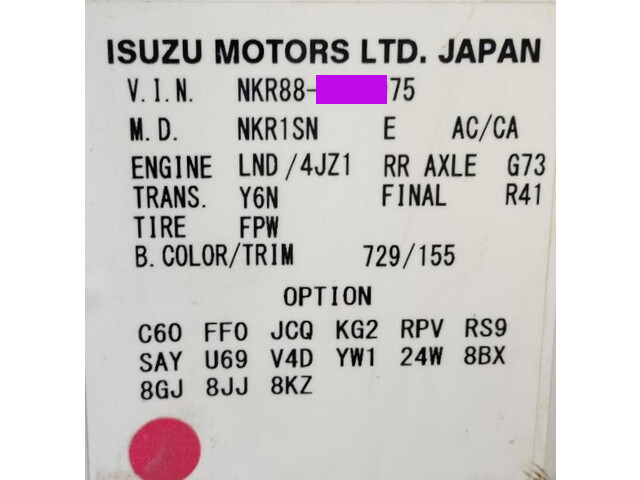 ISUZU MOTORS LTD. JAPAN
V.I.N. NKR88- 75
M.D. NKR1SN E AC/CA
ENGINE LND/4JZ1 RR AXLE G73
TRANS. Y6N FINAL R41
TIRE FPW
B.COLOR/TRIM 729/155
OPTION
C60 FF0 JCQ KG2 RPV RS9
SAY U69 V4D YW1 24W 8BX
8GJ 8JJ 8KZ